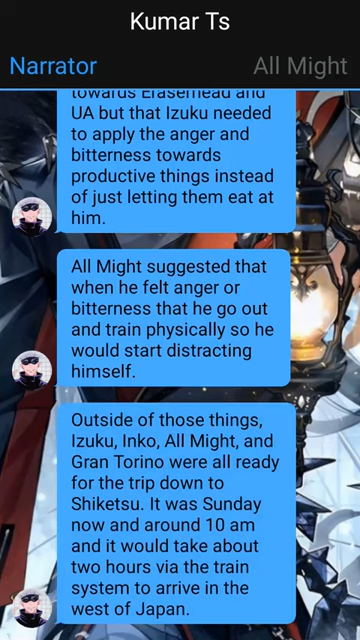 Kumar Ts
Narrator
All Might
towards Erasemead and
UA but that Izuku needed
to apply the anger and
bitterness towards
productive things instead
of just letting them eat at
him.
All Might suggested that
when he felt anger or
bitterness that he go out
and train physically so he
would start distracting
himself.
Outside of those things,
Izuku, Inko, All Might, and
Gran Torino were all ready
for the trip down to
Shiketsu. It was Sunday
now and around 10 am
and it would take about
two hours via the train
system to arrive in the
west of Japan.